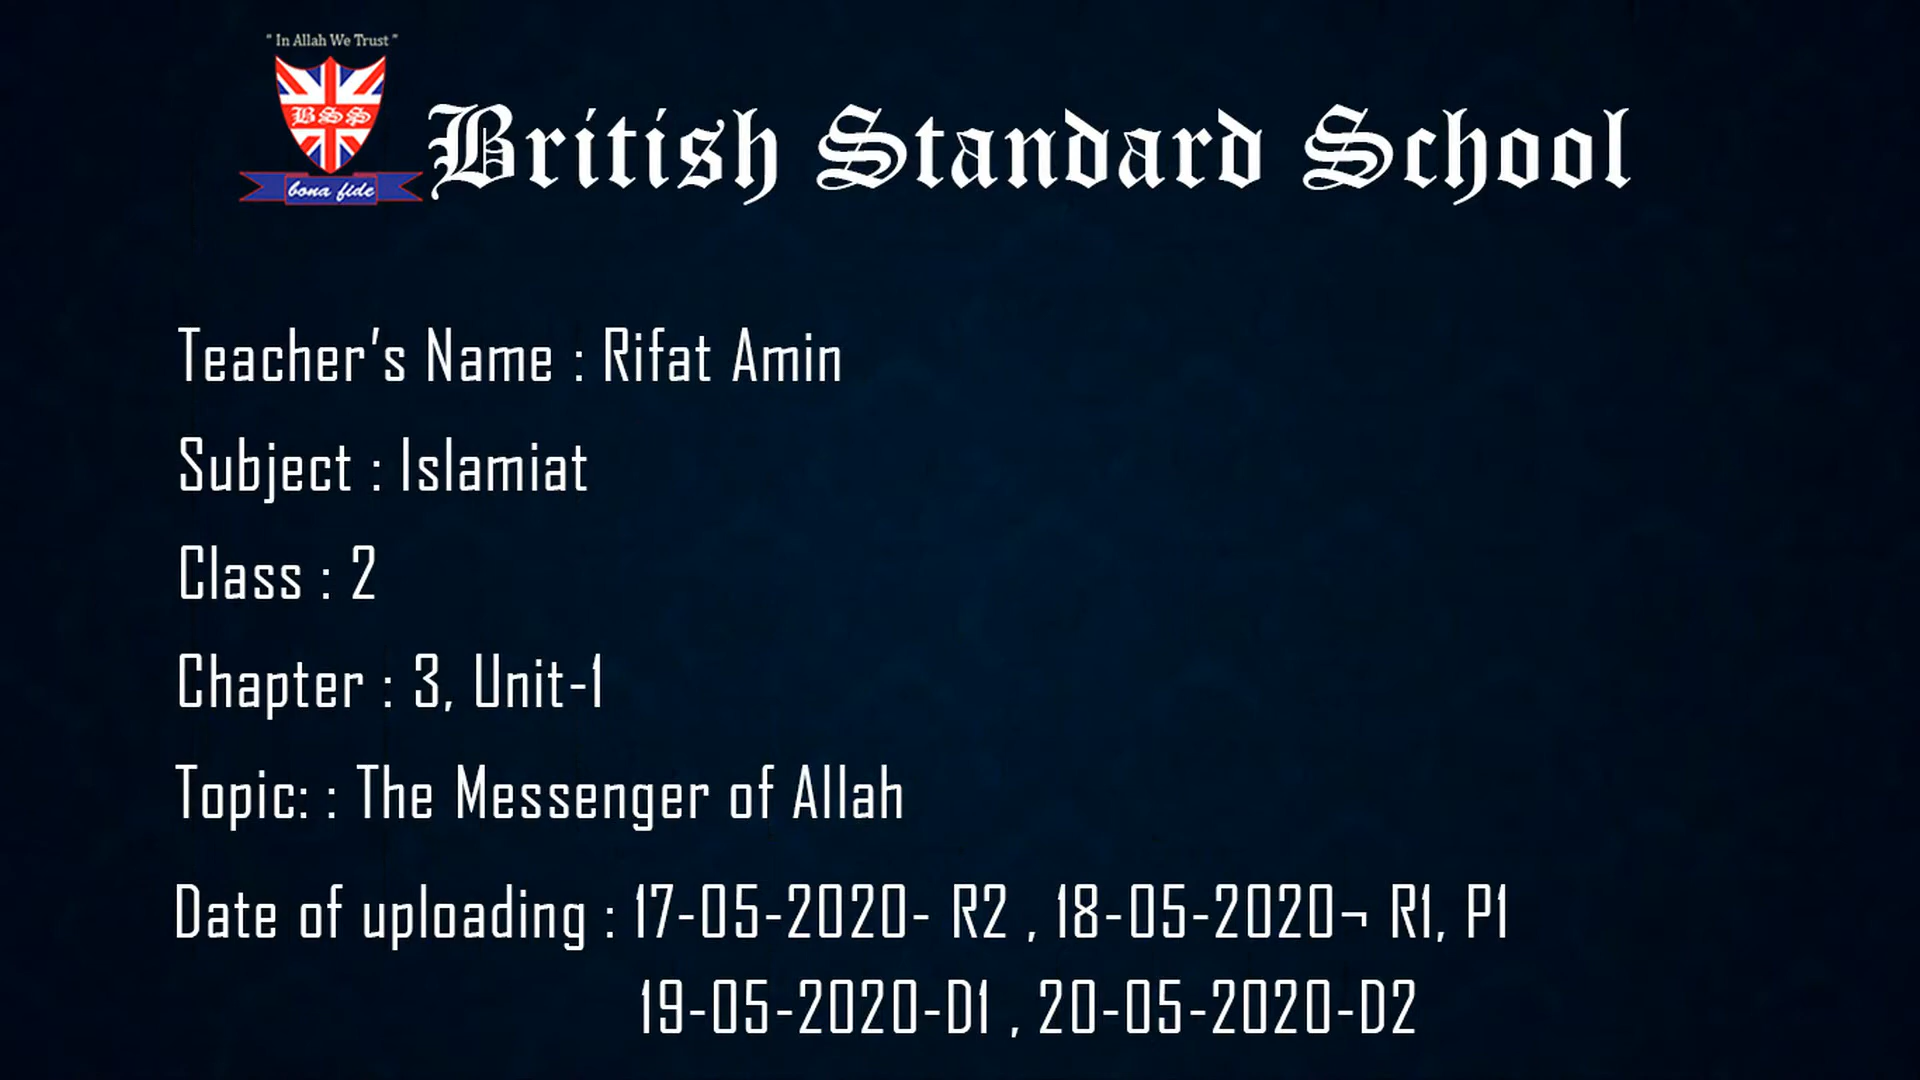 " In Allah We Trust "
BSS
bona fide
British Standard School
Teacher’s Name : Rifat Amin
Subject : Islamiat
Class : 2
Chapter : 3, Unit-1
Topic: : The Messenger of Allah
Date of uploading : 17-05-2020- R2 , 18-05-2020¬ R1, P1
19-05-2020-D1 , 20-05-2020-D2